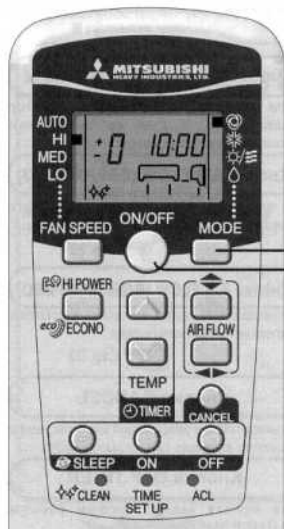 MITSUBISHI
HEAVY INDUSTRIES, LTD.
AUTO
HI
MED
LO
+
-0 10:00
ON/OFF
FAN SPEED
MODE
HI POWER
eco ECONO
AIR FLOW
TEMP
TIMER
CANCEL
SLEEP ON OFF
CLEAN TIME SET UP ACL